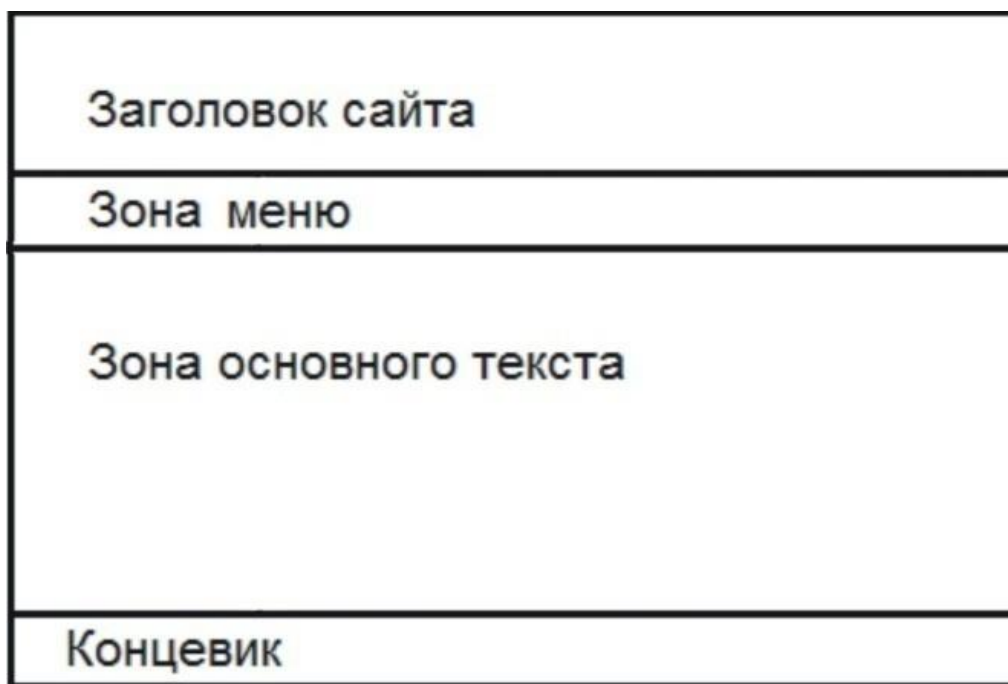 Заголовок сайта
Зона меню
Зона основного текста
Концевик